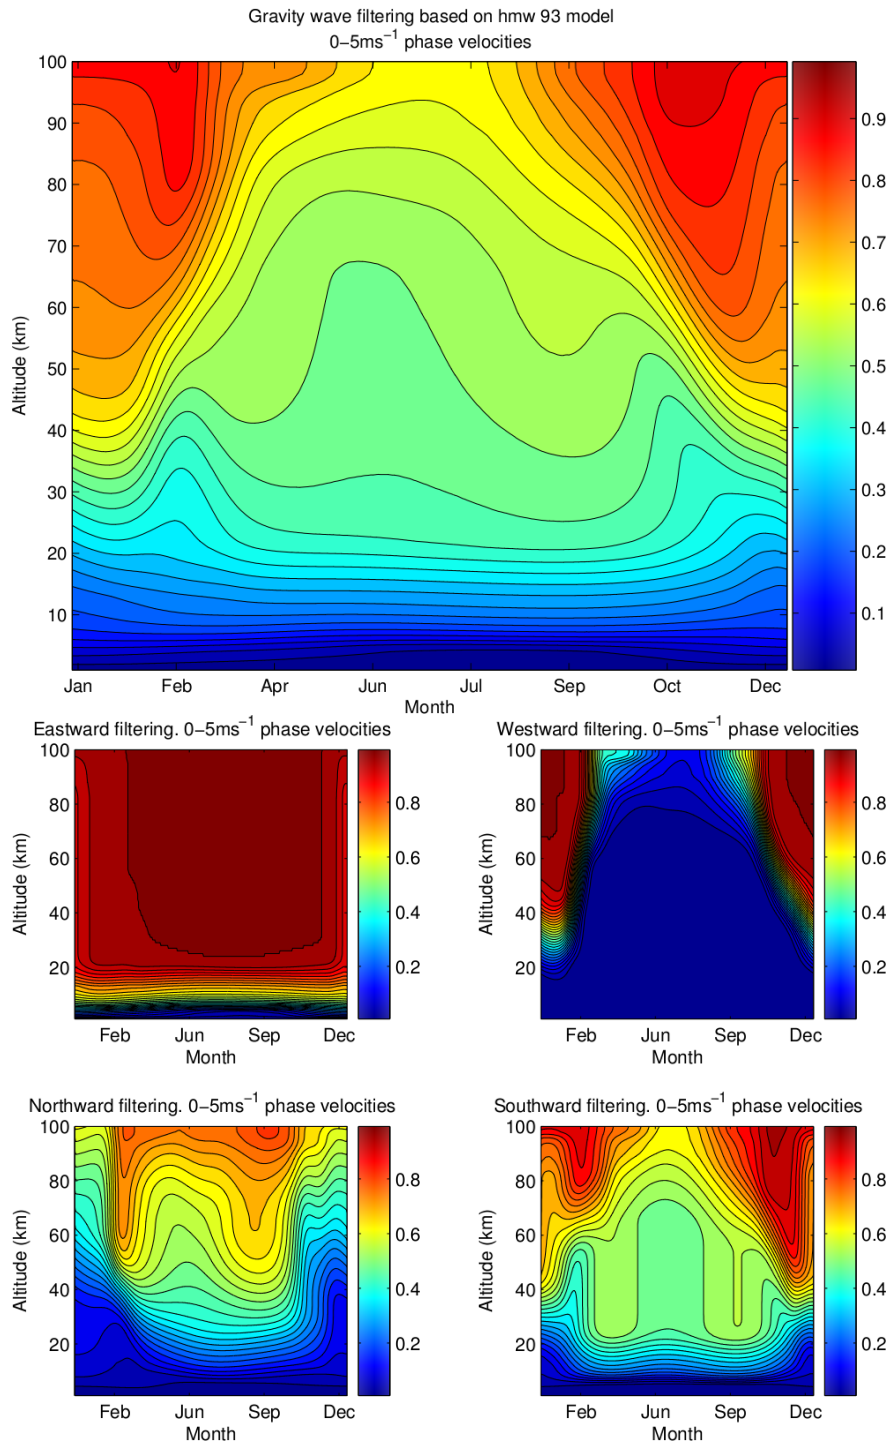 Gravity wave filtering based on hmw 93 model
0−5ms⁻¹ phase velocities
100
90
80
70
60
50
40
30
20
10
Altitude (km)
Jan Feb Apr Jun Jul Sep Oct Dec
Month
0.9
0.8
0.7
0.6
0.5
0.4
0.3
0.2
0.1
Eastward filtering. 0−5ms⁻¹ phase velocities
100
80
60
40
20
Altitude (km)
Feb Jun Sep Dec
Month
0.8
0.6
0.4
0.2
Westward filtering. 0−5ms⁻¹ phase velocities
100
80
60
40
20
Altitude (km)
Feb Jun Sep Dec
Month
0.8
0.6
0.4
0.2
Northward filtering. 0−5ms⁻¹ phase velocities
100
80
60
40
20
Altitude (km)
Feb Jun Sep Dec
Month
0.8
0.6
0.4
0.2
Southward filtering. 0−5ms⁻¹ phase velocities
100
80
60
40
20
Altitude (km)
Feb Jun Sep Dec
Month
0.8
0.6
0.4
0.2